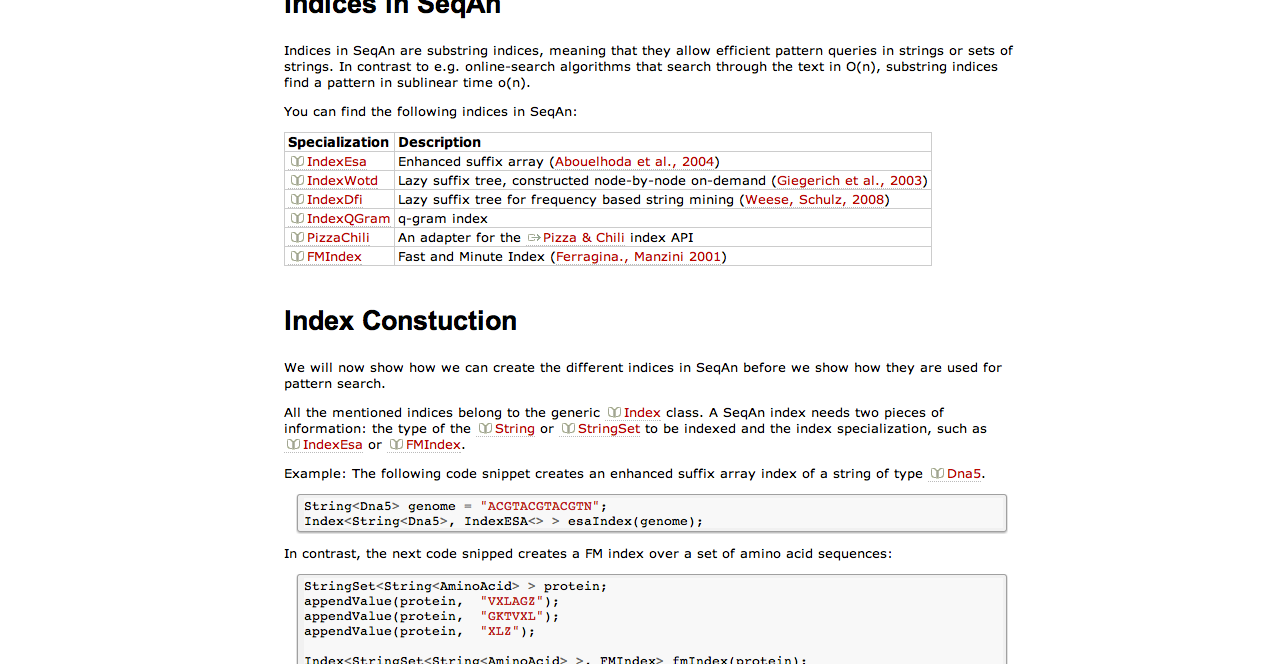 Indices in SeqAn
Indices in SeqAn are substring indices, meaning that they allow efficient pattern queries in strings or sets of
strings. In contrast to e.g. online-search algorithms that search through the text in O(n), substring indices
find a pattern in sublinear time o(n).
You can find the following indices in SeqAn:
Specialization Description
IndexEsa Enhanced suffix array (Abouelhoda et al., 2004)
IndexWotd Lazy suffix tree, constructed node-by-node on-demand (Giegerich et al., 2003)
IndexDfi Lazy suffix tree for frequency based string mining (Weese, Schulz, 2008)
IndexQGram q-gram index
PizzaChili An adapter for the Pizza & Chili index API
FMIndex Fast and Minute Index (Ferragina., Manzini 2001)
Index Constuction
We will now show how we can create the different indices in SeqAn before we show how they are used for
pattern search.
All the mentioned indices belong to the generic Index class. A SeqAn index needs two pieces of
information: the type of the String or StringSet to be indexed and the index specialization, such as
IndexEsa or FMIndex.
Example: The following code snippet creates an enhanced suffix array index of a string of type Dna5.
String<Dna5> genome = "ACGTACGTACGTN";
Index<String<Dna5>, IndexESA<> > esaIndex(genome);
In contrast, the next code snipped creates a FM index over a set of amino acid sequences:
StringSet<String<AminoAcid> > protein;
appendValue(protein, "VXLAGZ");
appendValue(protein, "GKTVXL");
appendValue(protein, "XLZ");
Index<StringSet<String<AminoAcid> >, FMIndex> fmIndex(protein);